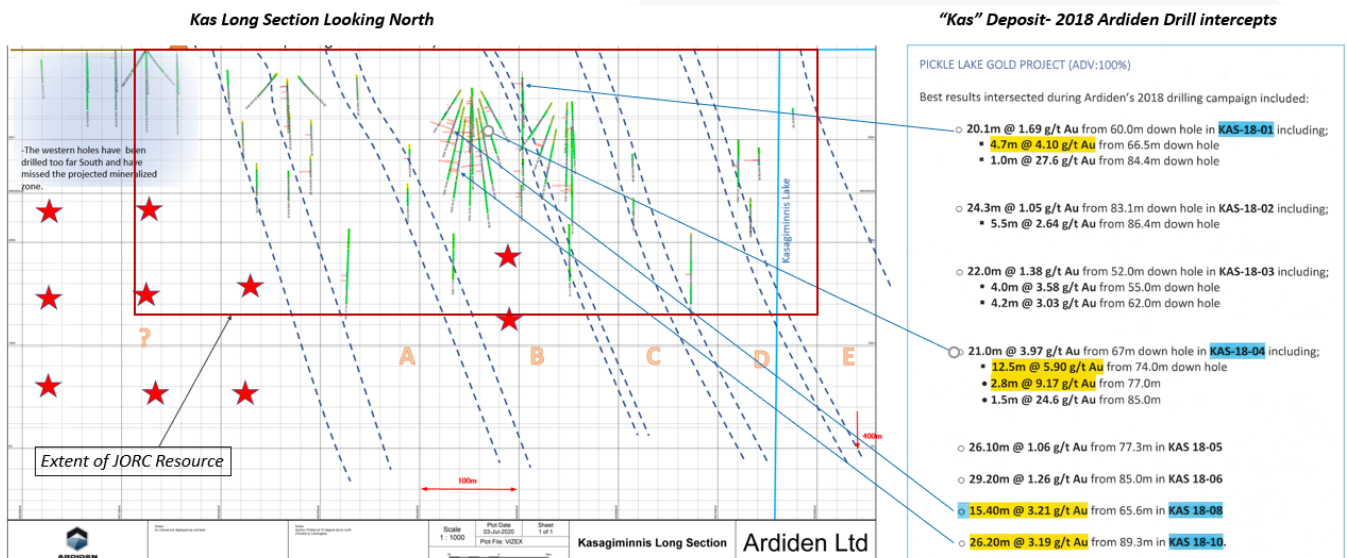 Kas Long Section Looking North
"Kas" Deposit- 2018 Ardiden Drill intercepts
-The western holes have been
drilled too far South and have
missed the projected mineralized
zone.
Kasagiminnis Lake
?
A
B
C
D
E
400m
100m
Extent of JORC Resource
ARDIDEN
Scale
1 : 1000
Plot Date
03-Jul-2020
Sheet
1 of 1
Plot File: VIZEX
Kasagiminnis Long Section
Ardiden Ltd
PICKLE LAKE GOLD PROJECT (ADV:100%)
Best results intersected during Ardiden's 2018 drilling campaign included:
○ 20.1m @ 1.69 g/t Au from 60.0m down hole in KAS-18-01 including;
▪ 4.7m @ 4.10 g/t Au from 66.5m down hole
▪ 1.0m @ 27.6 g/t Au from 84.4m down hole
○ 24.3m @ 1.05 g/t Au from 83.1m down hole in KAS-18-02 including;
▪ 5.5m @ 2.64 g/t Au from 86.4m down hole
○ 22.0m @ 1.38 g/t Au from 52.0m down hole in KAS-18-03 including;
▪ 4.0m @ 3.58 g/t Au from 55.0m down hole
▪ 4.2m @ 3.03 g/t Au from 62.0m down hole
○ 21.0m @ 3.97 g/t Au from 67m down hole in KAS-18-04 including;
▪ 12.5m @ 5.90 g/t Au from 74.0m down hole
• 2.8m @ 9.17 g/t Au from 77.0m
• 1.5m @ 24.6 g/t Au from 85.0m
○ 26.10m @ 1.06 g/t Au from 77.3m in KAS 18-05
○ 29.20m @ 1.26 g/t Au from 85.0m in KAS 18-06
○ 15.40m @ 3.21 g/t Au from 65.6m in KAS 18-08
○ 26.20m @ 3.19 g/t Au from 89.3m in KAS 18-10.